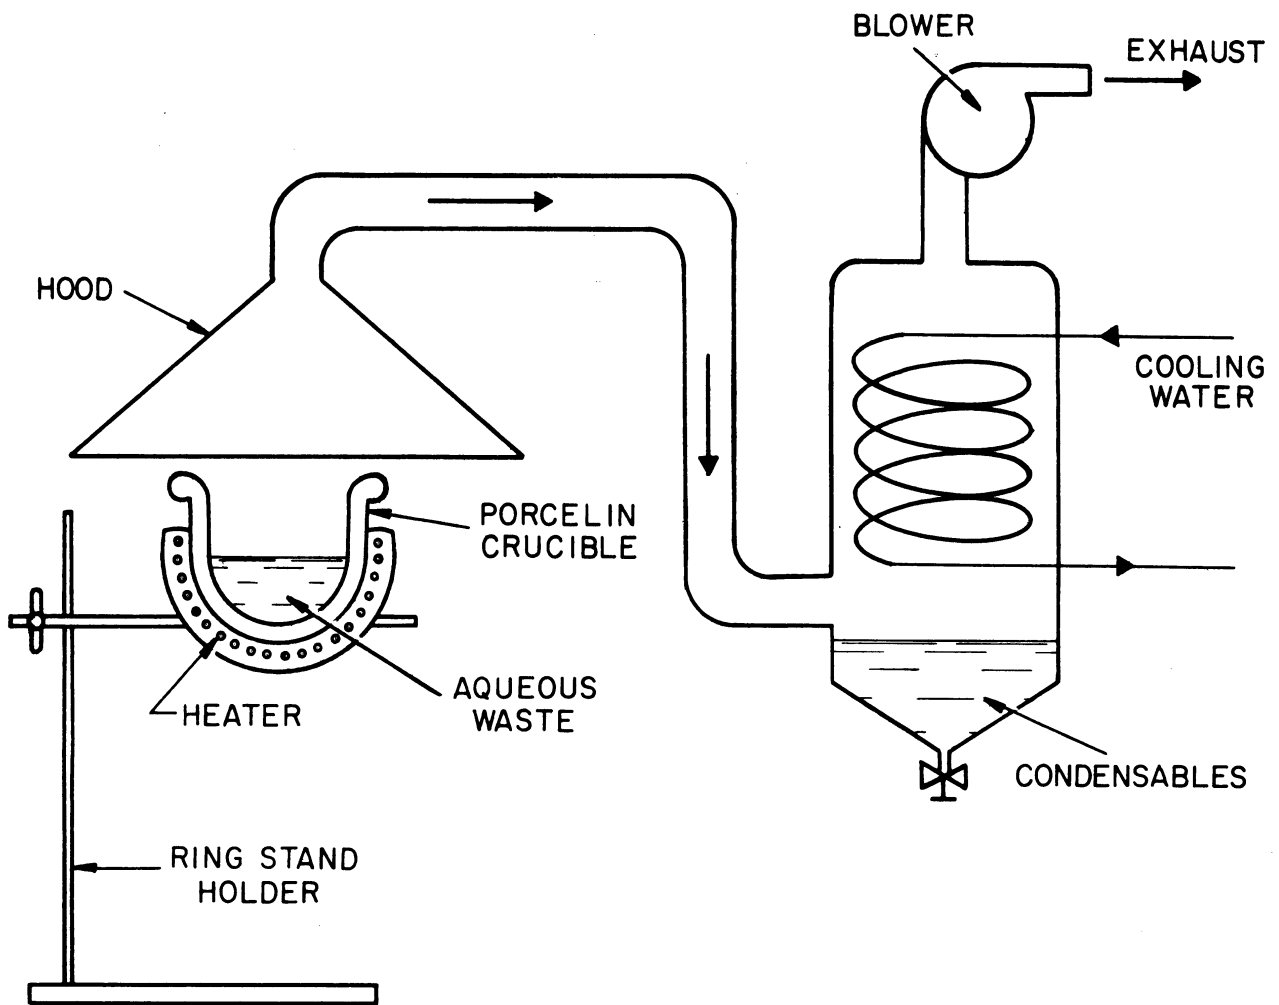 BLOWER
EXHAUST
HOOD
COOLING
WATER
PORCELIN
CRUCIBLE
AQUEOUS
WASTE
HEATER
CONDENSABLES
RING STAND
HOLDER